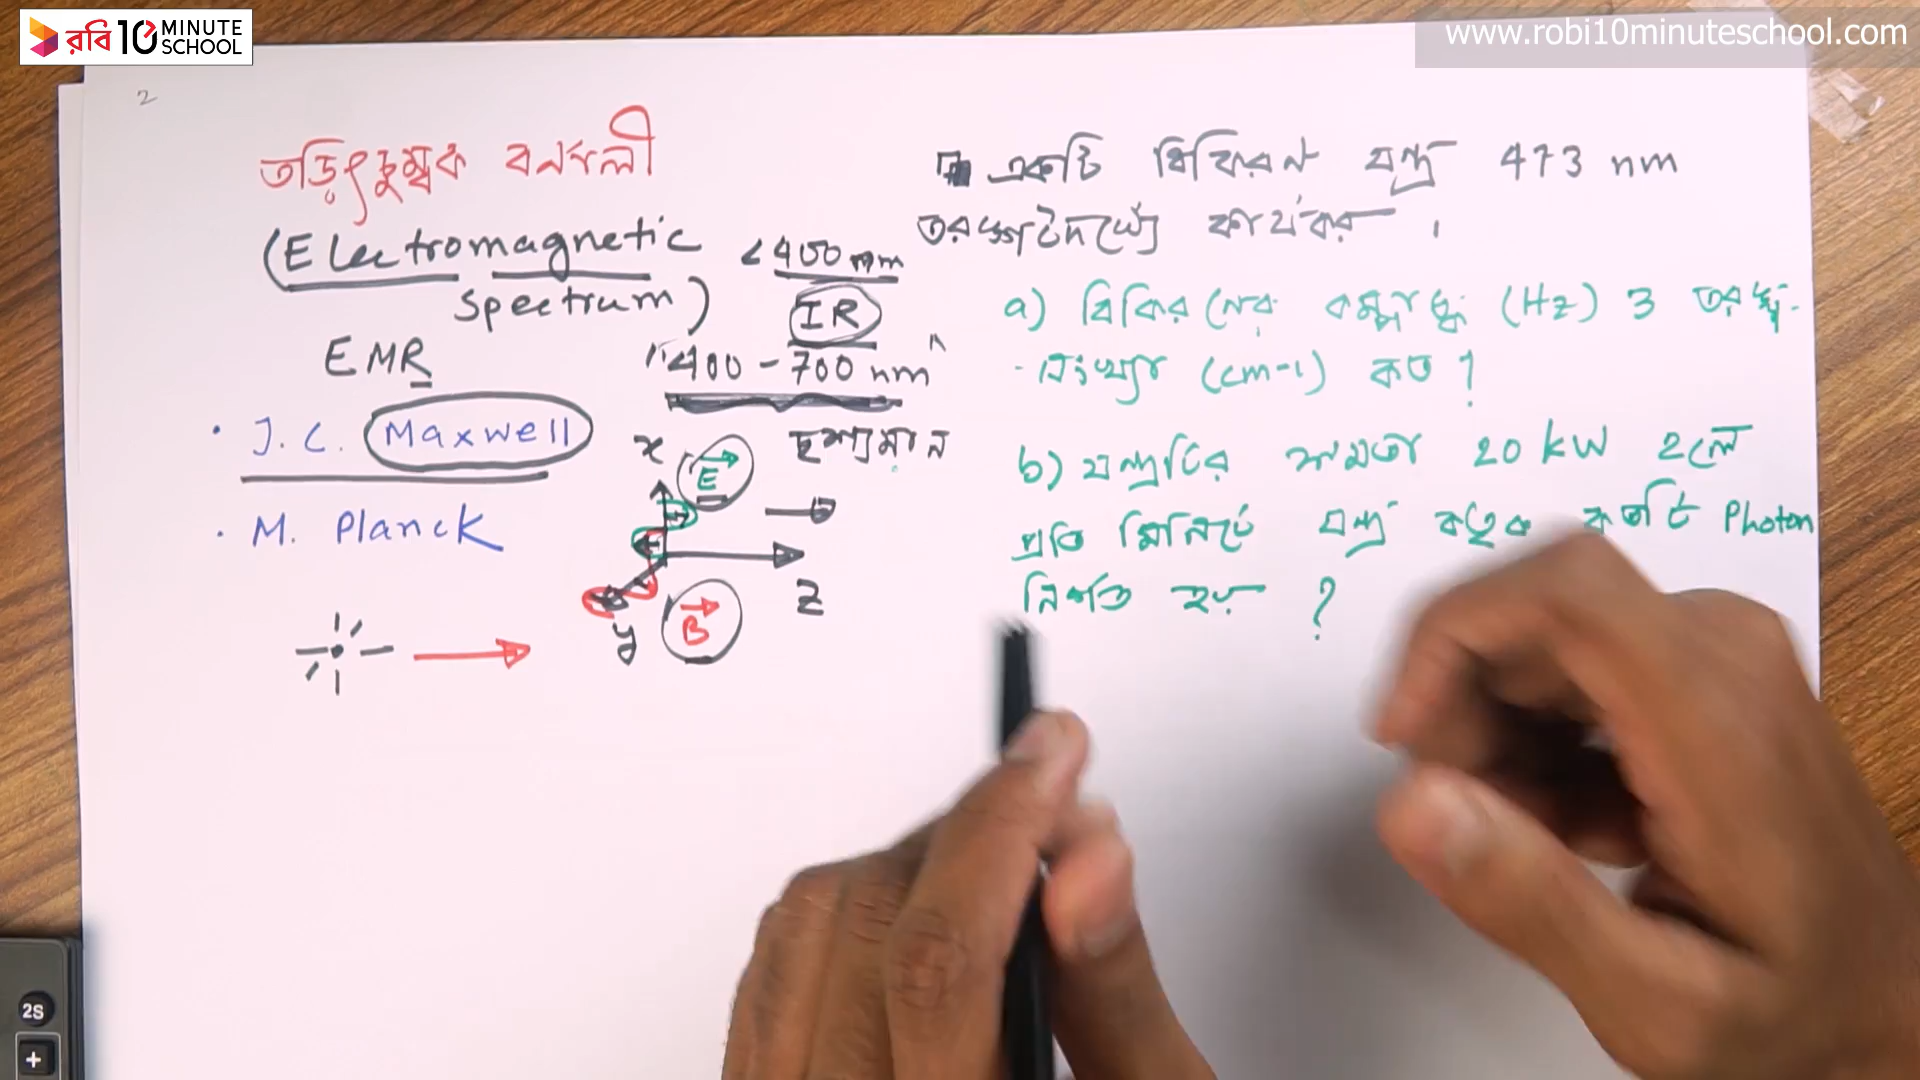 রবি 10 MINUTE SCHOOL
www.robi10minuteschool.com
2
তড়িৎচুম্বক বর্ণালী
(Electromagnetic
Spectrum)
EMR
• J. C. Maxwell
• M. Planck
<400 nm
IR
400 - 700 nm
দৃশ্যমান
x
E
z
B
y
একটি বিকিরণ যন্ত্র 473 nm
তরঙ্গদৈর্ঘ্যে কার্যকর ।
a) বিকিরনের কম্পাঙ্ক (Hz) ও তরঙ্গ-
-সংখ্যা (cm-1) কত ?
b) যন্ত্রটির ক্ষমতা 20 kW হলে
প্রতি মিনিটে যন্ত্র কর্তৃক কতটি Photon
নির্গত হয় ?
2S
+